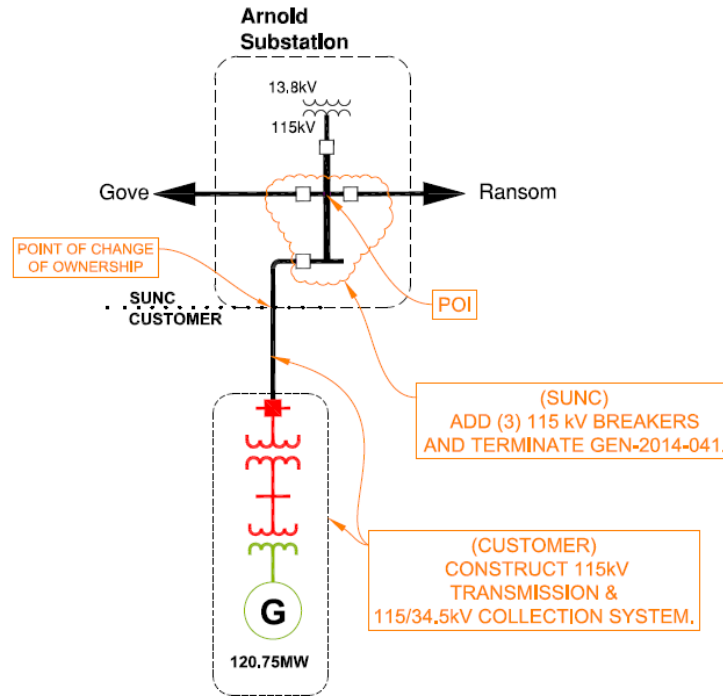 Arnold
Substation
13.8kV
115kV
Gove
Ransom
POINT OF CHANGE
OF OWNERSHIP
SUNC
CUSTOMER
POI
(SUNC)
ADD (3) 115 kV BREAKERS
AND TERMINATE GEN-2014-041.
(CUSTOMER)
CONSTRUCT 115kV
TRANSMISSION &
115/34.5kV COLLECTION SYSTEM.
G
120.75MW